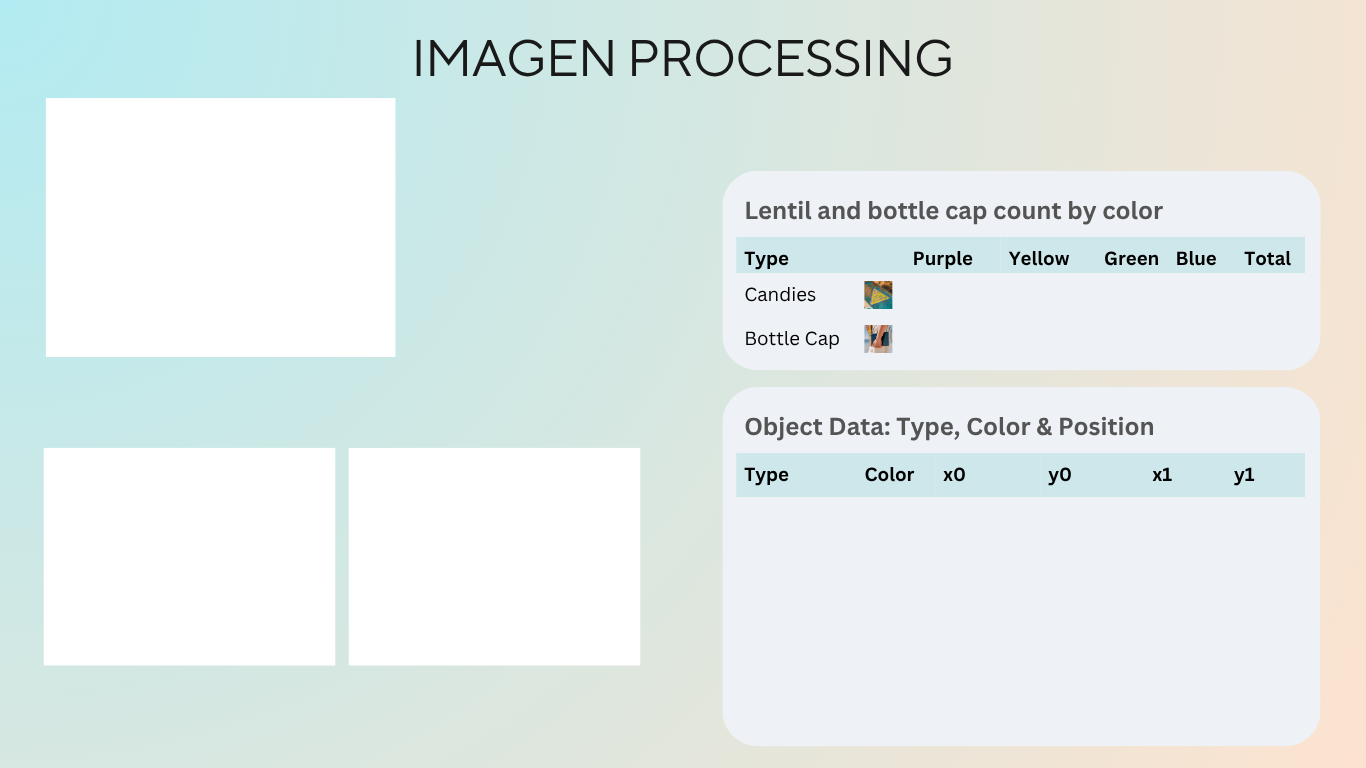 IMAGEN PROCESSING
Lentil and bottle cap count by color
Type Purple Yellow Green Blue Total
Candies
Bottle Cap
Object Data: Type, Color & Position
Type Color x0 y0 x1 y1